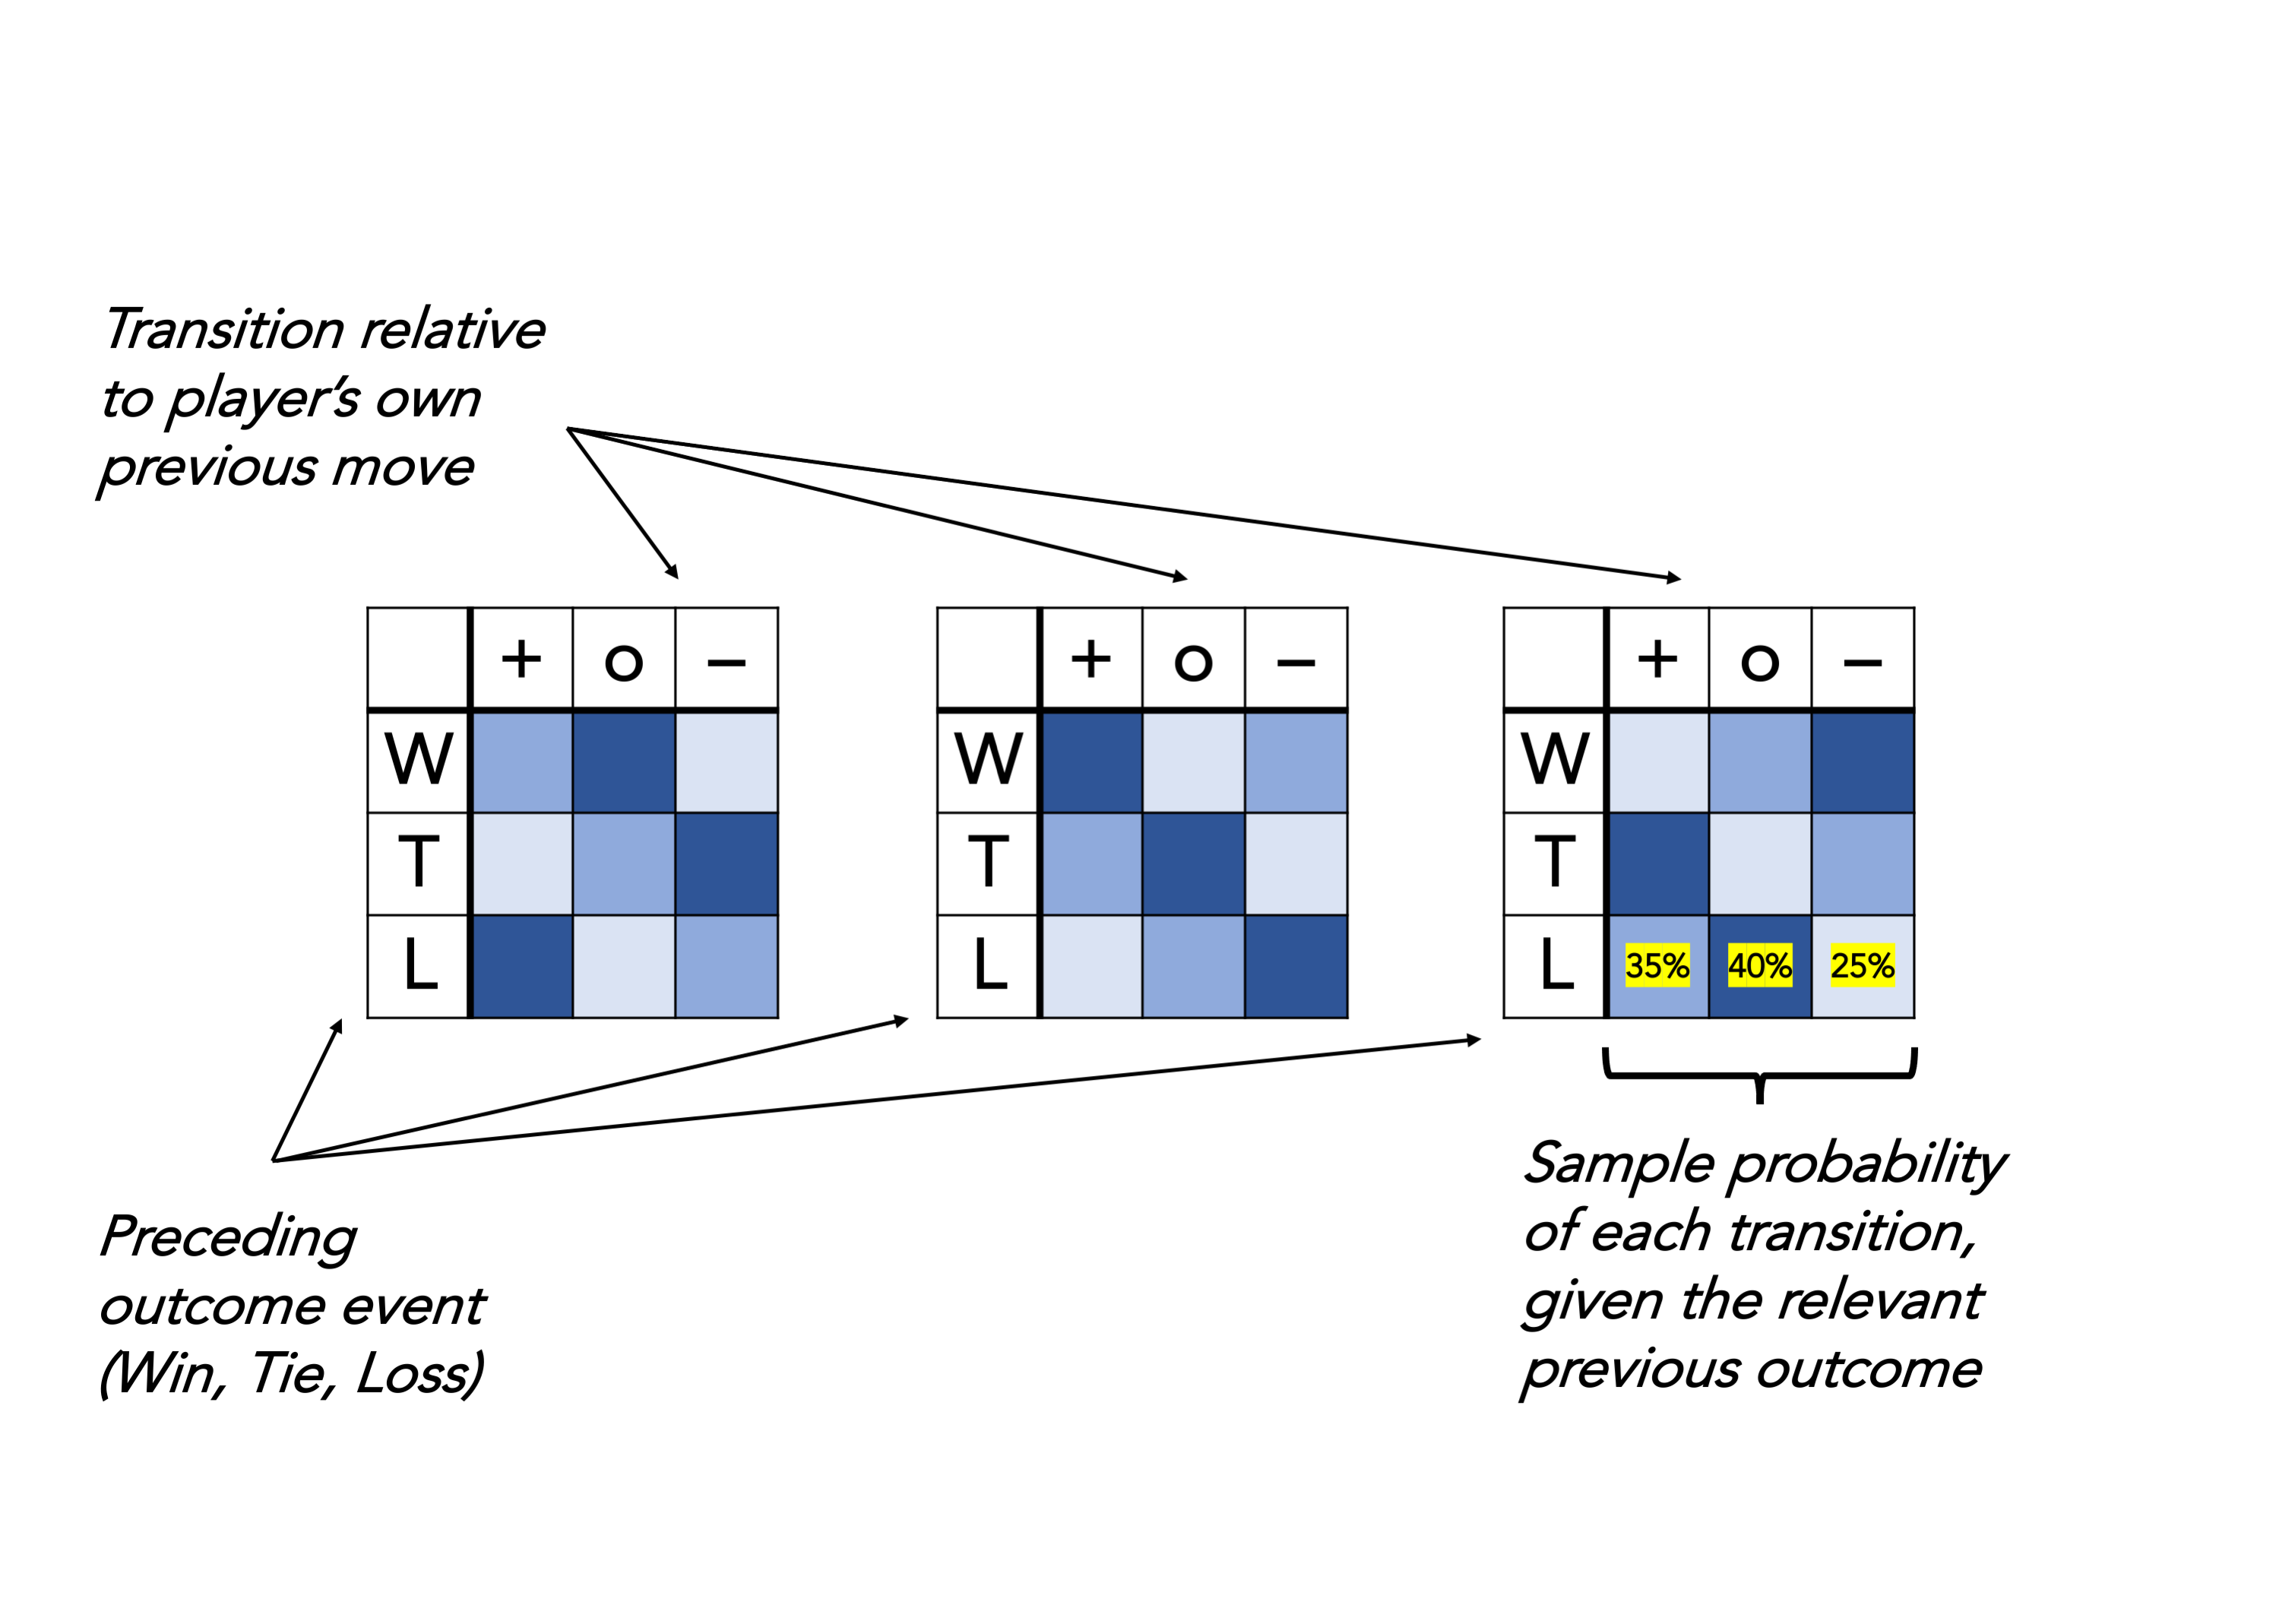 Transition relative
to player's own
previous move
+ o − + o − + o −
W W W
T T T
L L L 35% 40% 25%
Preceding
outcome event
(Win, Tie, Loss)
Sample probability
of each transition,
given the relevant
previous outcome